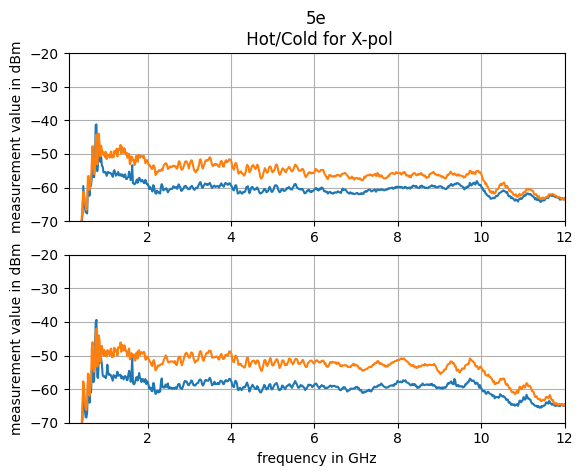 5e
Hot/Cold for X-pol
measurement value in dBm
−20
−30
−40
−50
−60
−70
2 4 6 8 10 12
measurement value in dBm
−20
−30
−40
−50
−60
−70
2 4 6 8 10 12
frequency in GHz